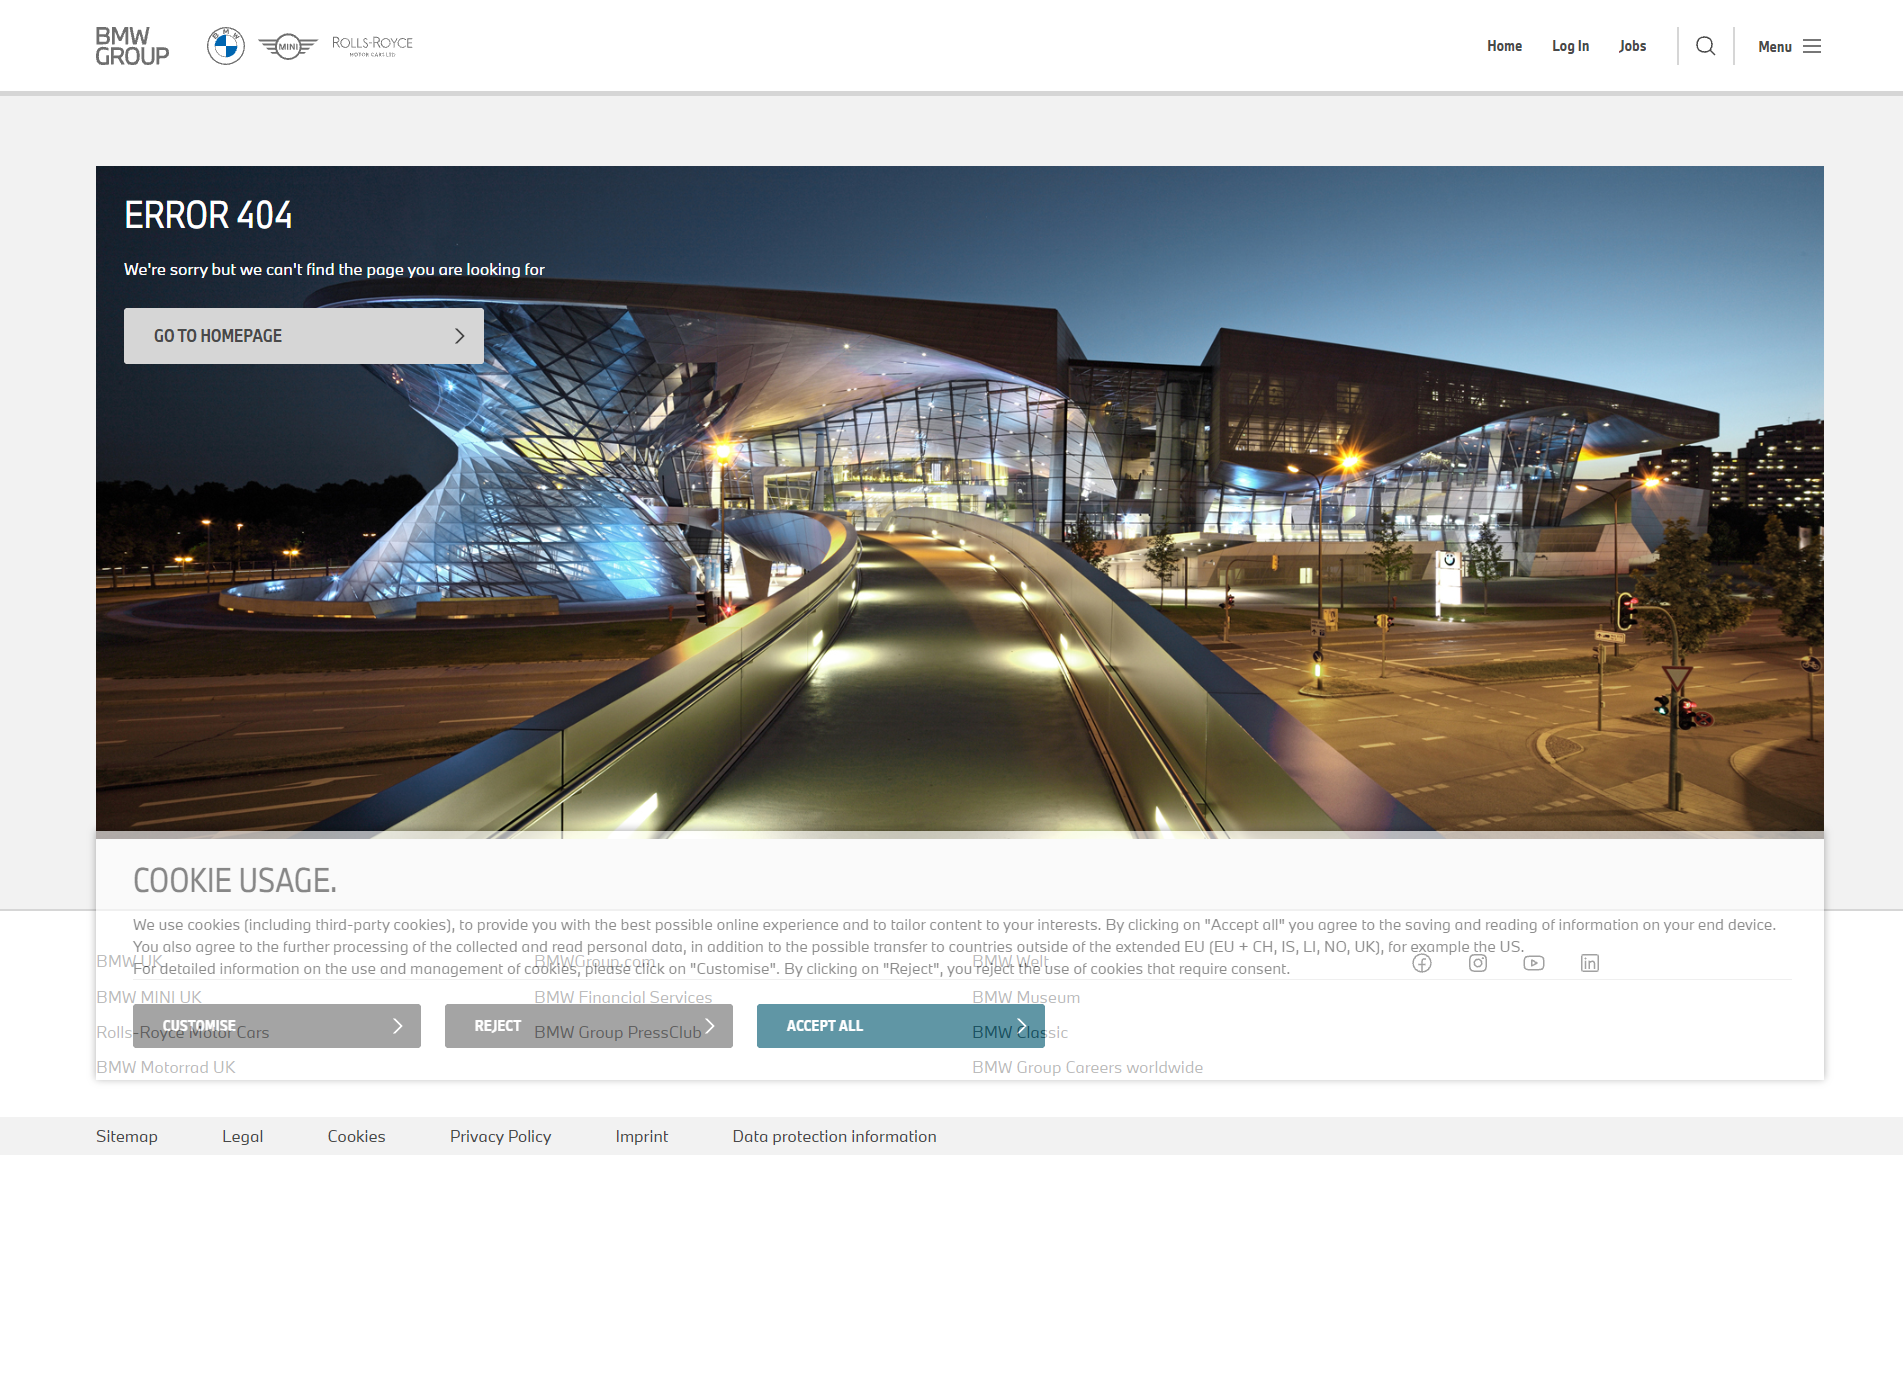 BMW
GROUP
BMW
MINI
ROLLS-ROYCE
MOTOR CARS LTD
Home
Log In
Jobs
Menu
ERROR 404
We're sorry but we can't find the page you are looking for
GO TO HOMEPAGE
COOKIE USAGE.
We use cookies (including third-party cookies), to provide you with the best possible online experience and to tailor content to your interests. By clicking on "Accept all" you agree to the saving and reading of information on your end device.
You also agree to the further processing of the collected and read personal data, in addition to the possible transfer to countries outside of the extended EU (EU + CH, IS, LI, NO, UK), for example the US.
For detailed information on the use and management of cookies, please click on "Customise". By clicking on "Reject", you reject the use of cookies that require consent.
CUSTOMISE
REJECT
ACCEPT ALL
BMW UK
BMW MINI UK
Rolls-Royce Motor Cars
BMW Motorrad UK
BMWGroup.com
BMW Financial Services
BMW Group PressClub
BMW Welt
BMW Museum
BMW Classic
BMW Group Careers worldwide
Sitemap
Legal
Cookies
Privacy Policy
Imprint
Data protection information